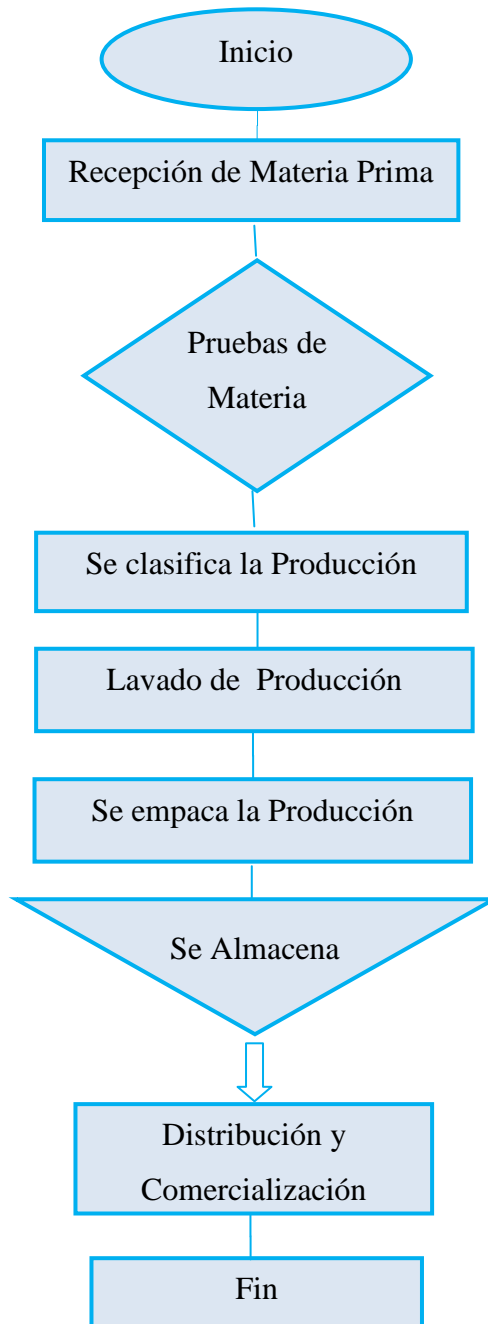 Inicio
Recepción de Materia Prima
Pruebas de
Materia
Se clasifica la Producción
Lavado de  Producción
Se empaca la Producción
Se Almacena
Distribución y
Comercialización
Fin